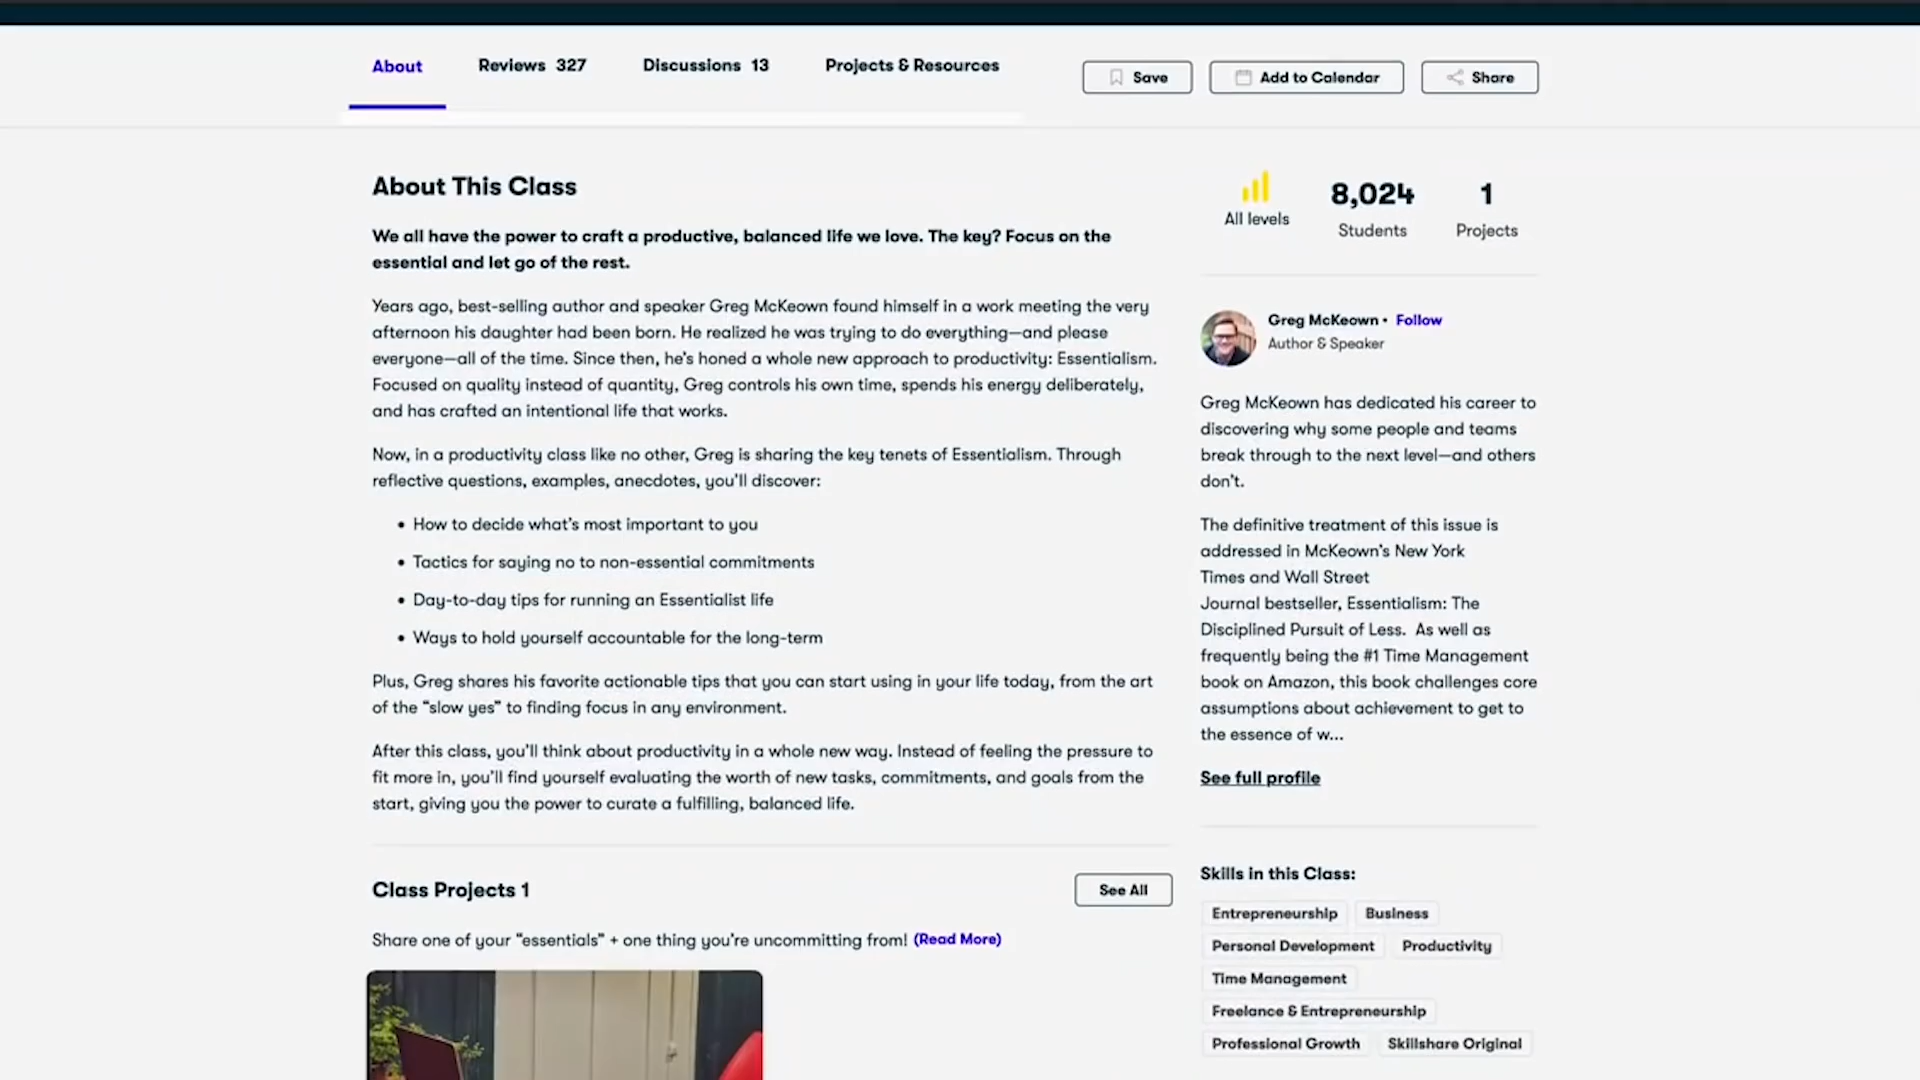 About
Reviews 327
Discussions 13
Projects & Resources
Save
Add to Calendar
Share
About This Class
We all have the power to craft a productive, balanced life we love. The key? Focus on the
essential and let go of the rest.
Years ago, best-selling author and speaker Greg McKeown found himself in a work meeting the very
afternoon his daughter had been born. He realized he was trying to do everything—and please
everyone—all of the time. Since then, he's honed a whole new approach to productivity: Essentialism.
Focused on quality instead of quantity, Greg controls his own time, spends his energy deliberately,
and has crafted an intentional life that works.
Now, in a productivity class like no other, Greg is sharing the key tenets of Essentialism. Through
reflective questions, examples, anecdotes, you'll discover:
• How to decide what's most important to you
• Tactics for saying no to non-essential commitments
• Day-to-day tips for running an Essentialist life
• Ways to hold yourself accountable for the long-term
Plus, Greg shares his favorite actionable tips that you can start using in your life today, from the art
of the “slow yes” to finding focus in any environment.
After this class, you'll think about productivity in a whole new way. Instead of feeling the pressure to
fit more in, you'll find yourself evaluating the worth of new tasks, commitments, and goals from the
start, giving you the power to curate a fulfilling, balanced life.
Class Projects 1
See All
Share one of your “essentials” + one thing you're uncommitting from! (Read More)
All levels
8,024
Students
1
Projects
Greg McKeown • Follow
Author & Speaker
Greg McKeown has dedicated his career to
discovering why some people and teams
break through to the next level—and others
don't.
The definitive treatment of this issue is
addressed in McKeown's New York
Times and Wall Street
Journal bestseller, Essentialism: The
Disciplined Pursuit of Less.  As well as
frequently being the #1 Time Management
book on Amazon, this book challenges core
assumptions about achievement to get to
the essence of w...
See full profile
Skills in this Class:
Entrepreneurship
Business
Personal Development
Productivity
Time Management
Freelance & Entrepreneurship
Professional Growth
Skillshare Original